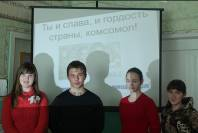 Ты и слава, и гордость
страны, комсомол!